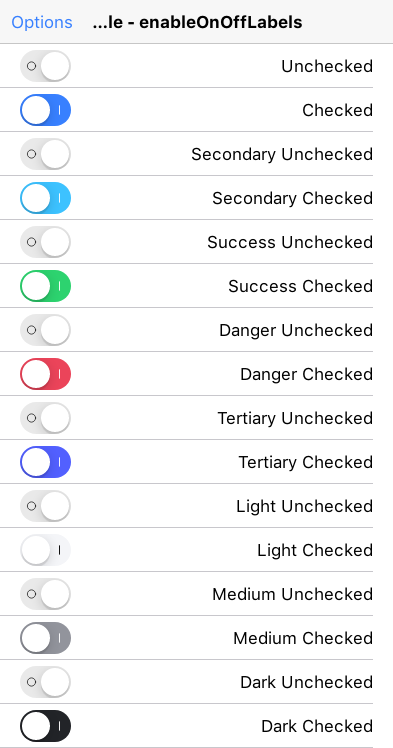 Options
...le - enableOnOffLabels
Unchecked
Checked
Secondary Unchecked
Secondary Checked
Success Unchecked
Success Checked
Danger Unchecked
Danger Checked
Tertiary Unchecked
Tertiary Checked
Light Unchecked
Light Checked
Medium Unchecked
Medium Checked
Dark Unchecked
Dark Checked